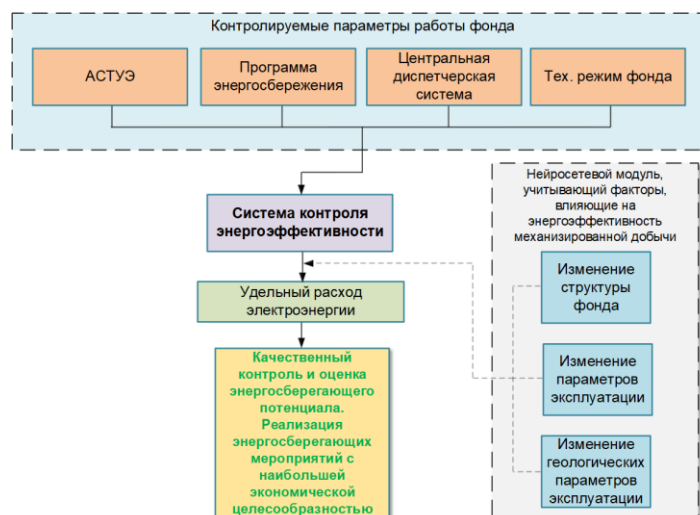 Контролируемые параметры работы фонда
АСТУЭ
Программа
энергосбережения
Центральная
диспетчерская
система
Тех. режим фонда
Система контроля
энергоэффективности
Нейросетевой модуль,
учитывающий факторы,
влияющие на
энергоэффективность
механизированной добычи
Удельный расход
электроэнергии
Изменение
структуры
фонда
Качественный
контроль и оценка
энергосберегающего
потенциала.
Реализация
энергосберегающих
мероприятий с
наибольшей
экономической
целесообразностью
Изменение
параметров
эксплуатации
Изменение
геологических
параметров
эксплуатации